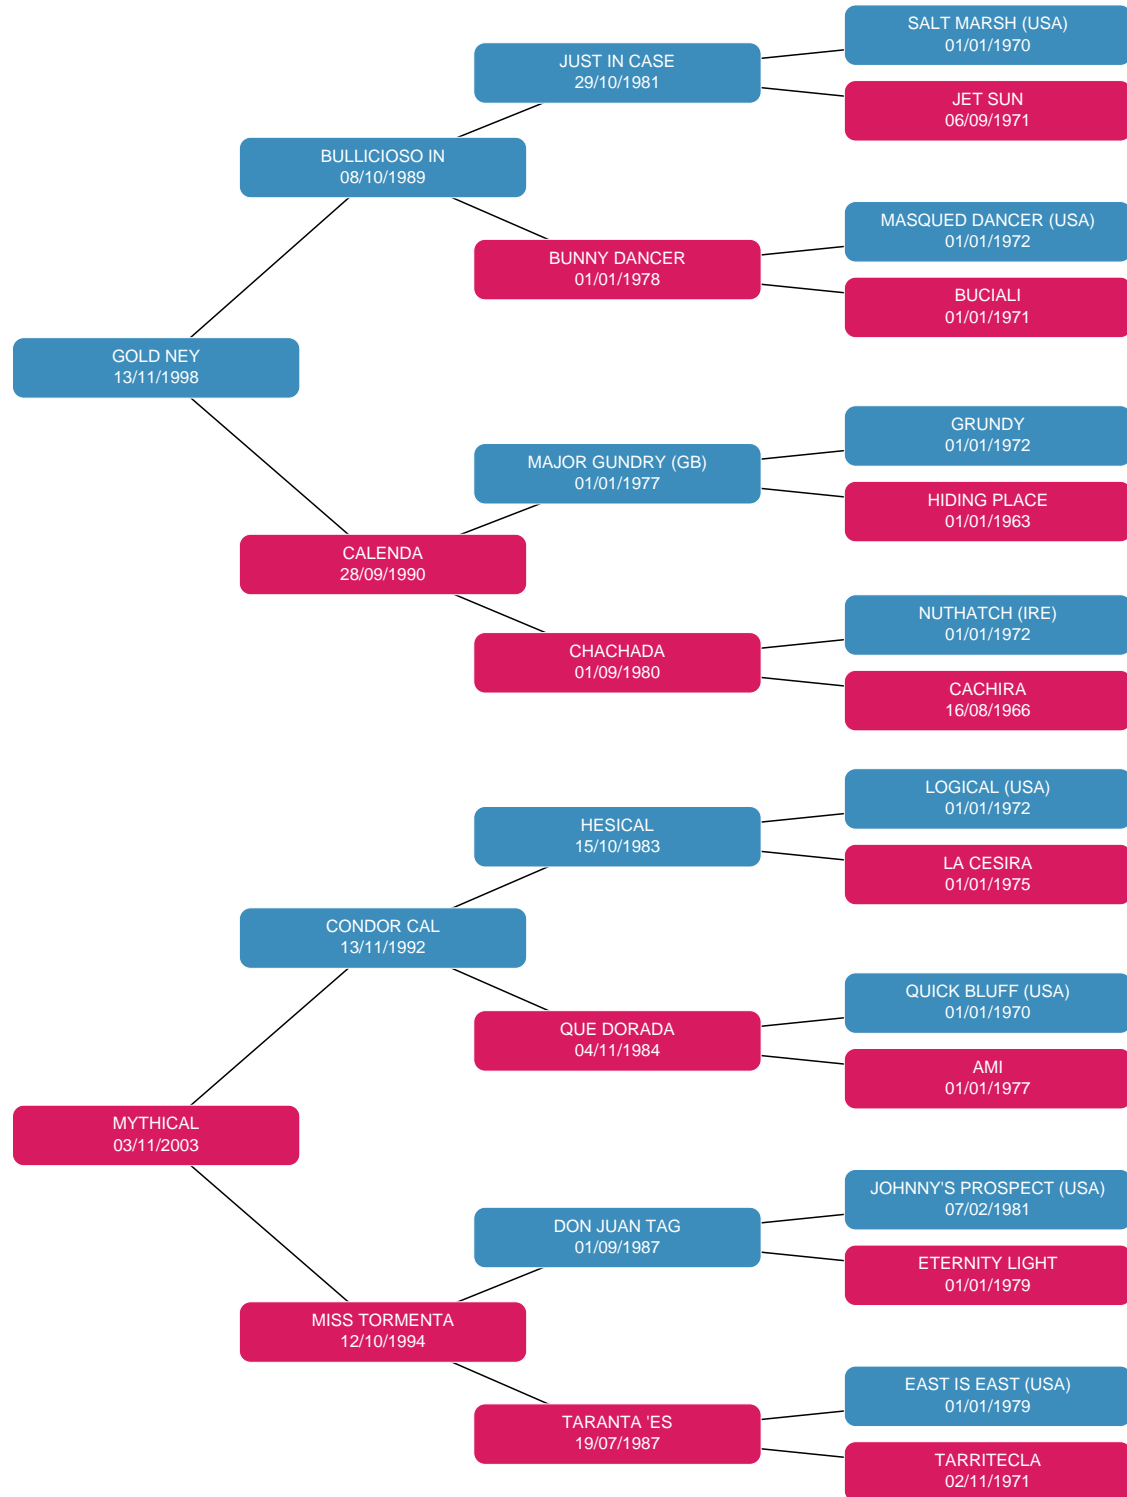 SALT MARSH (USA)
01/01/1970
JUST IN CASE
29/10/1981
JET SUN
06/09/1971
BULLICIOSO IN
08/10/1989
MASQUED DANCER (USA)
01/01/1972
BUNNY DANCER
01/01/1978
BUCIALI
01/01/1971
GOLD NEY
13/11/1998
GRUNDY
01/01/1972
MAJOR GUNDRY (GB)
01/01/1977
HIDING PLACE
01/01/1963
CALENDA
28/09/1990
NUTHATCH (IRE)
01/01/1972
CHACHADA
01/09/1980
CACHIRA
16/08/1966
LOGICAL (USA)
01/01/1972
HESICAL
15/10/1983
LA CESIRA
01/01/1975
CONDOR CAL
13/11/1992
QUICK BLUFF (USA)
01/01/1970
QUE DORADA
04/11/1984
AMI
01/01/1977
MYTHICAL
03/11/2003
JOHNNY'S PROSPECT (USA)
07/02/1981
DON JUAN TAG
01/09/1987
ETERNITY LIGHT
01/01/1979
MISS TORMENTA
12/10/1994
EAST IS EAST (USA)
01/01/1979
TARANTA 'ES
19/07/1987
TARRITECLA
02/11/1971